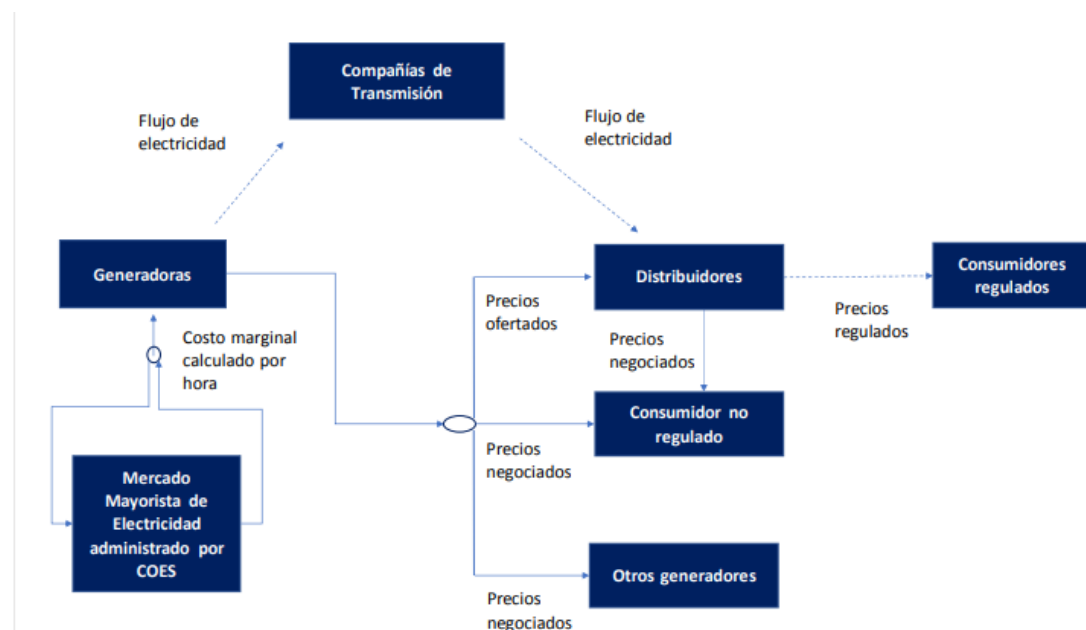 Compañías de
Transmisión
Flujo de
electricidad
Flujo de
electricidad
Generadoras
Distribuidores
Consumidores
regulados
Precios
ofertados
Precios
regulados
Costo marginal
calculado por
hora
Precios
negociados
Consumidor no
regulado
Precios
negociados
Mercado
Mayorista de
Electricidad
administrado por
COES
Otros generadores
Precios
negociados